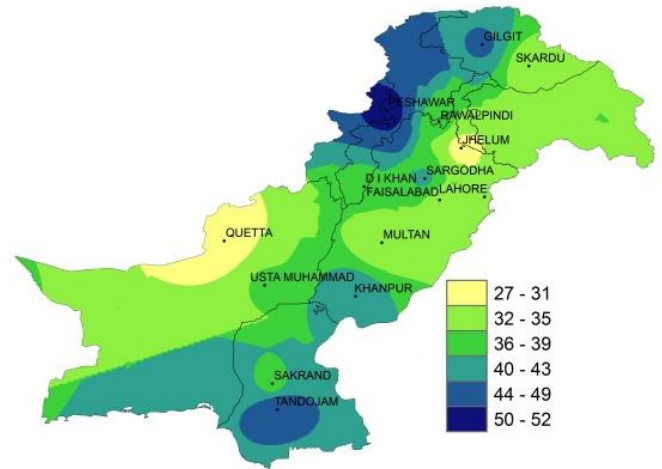 GILGIT
SKARDU
PESHAWAR
RAWALPINDI
JHELUM
SARGODHA
D I KHAN
FAISALABAD
LAHORE
QUETTA
MULTAN
USTA MUHAMMAD
KHANPUR
SAKRAND
TANDOJAM
27 - 31
32 - 35
36 - 39
40 - 43
44 - 49
50 - 52